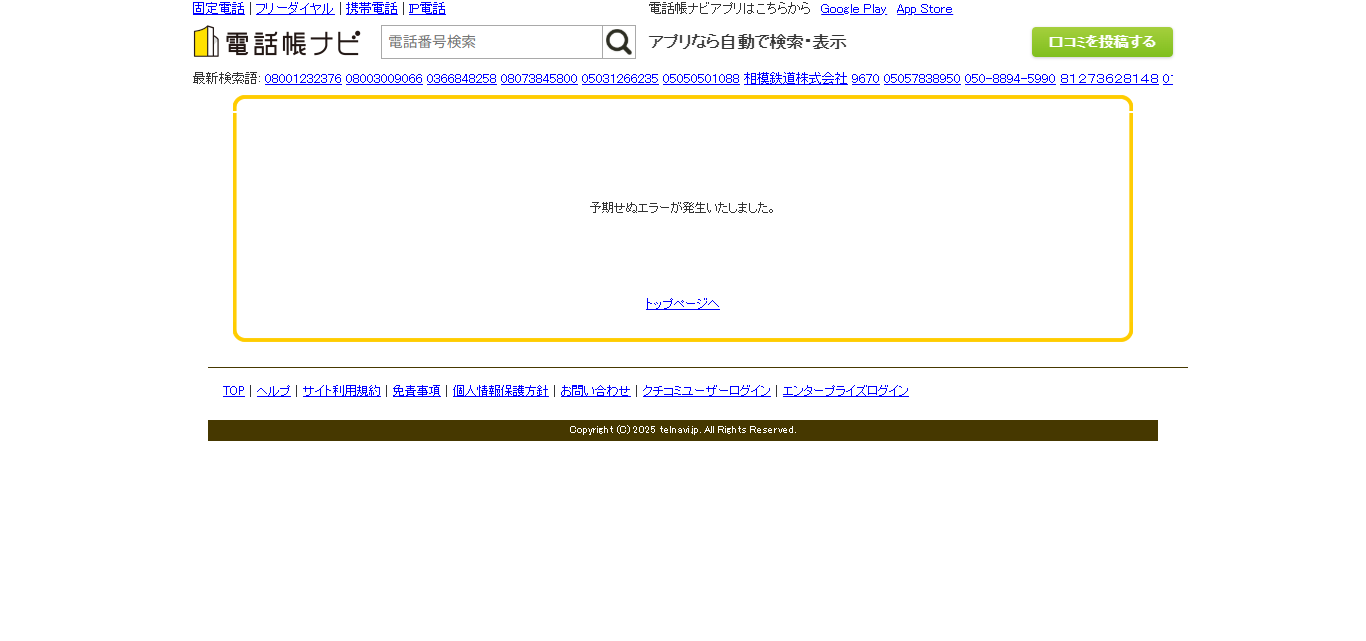 固定電話 | フリーダイヤル | 携帯電話 | IP電話
電話帳ナビアプリはこちらから Google Play App Store
電話帳ナビ 電話番号検索 アプリなら自動で検索・表示 口コミを投稿する
最新検索語: 08001232376 08003009066 0366848258 08073845800 05031266235 05050501088 相模鉄道株式会社 9670 05057838950 050-8894-5990 81273628148
予期せぬエラーが発生いたしました。
トップページへ
TOP | ヘルプ | サイト利用規約 | 免責事項 | 個人情報保護方針 | お問い合わせ | クチコミユーザーログイン | エンタープライズログイン
Copyright (C) 2025 telnavi.jp. All Rights Reserved.